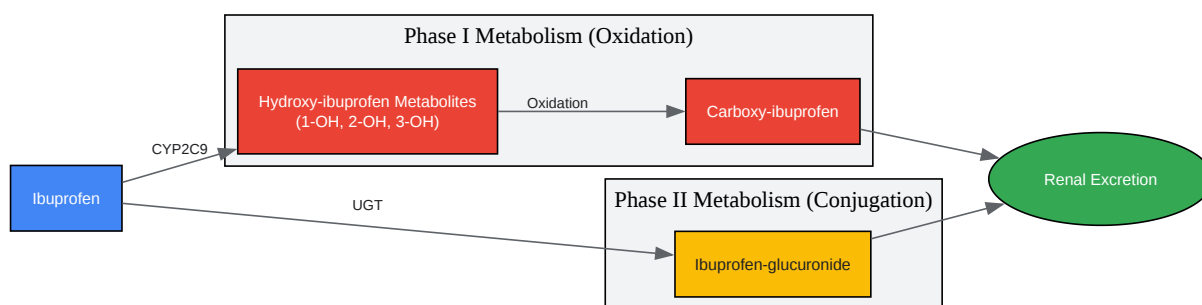 Phase I Metabolism (Oxidation)
Hydroxy-ibuprofen Metabolites
(1-OH, 2-OH, 3-OH)
Oxidation
Carboxy-ibuprofen
CYP2C9
Ibuprofen
UGT
Phase II Metabolism (Conjugation)
Ibuprofen-glucuronide
Renal Excretion